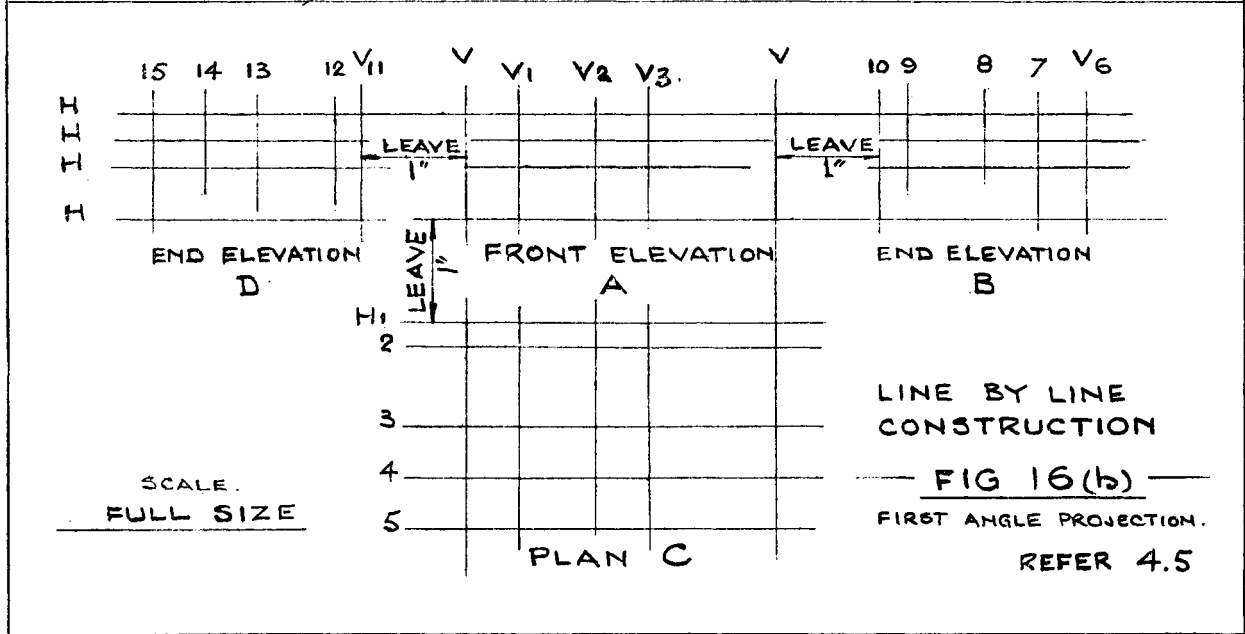 15 14 13 12 V11 V V1 V2 V3. V 10 9 8 7 V6
H
H
H
H
LEAVE
1"
LEAVE
1"
END ELEVATION
D
LEAVE
1"
FRONT ELEVATION
A
END ELEVATION
B
H1
2
3
4
5
PLAN C
SCALE.
FULL SIZE
LINE BY LINE
CONSTRUCTION
FIG 16(b)
FIRST ANGLE PROJECTION.
REFER 4.5